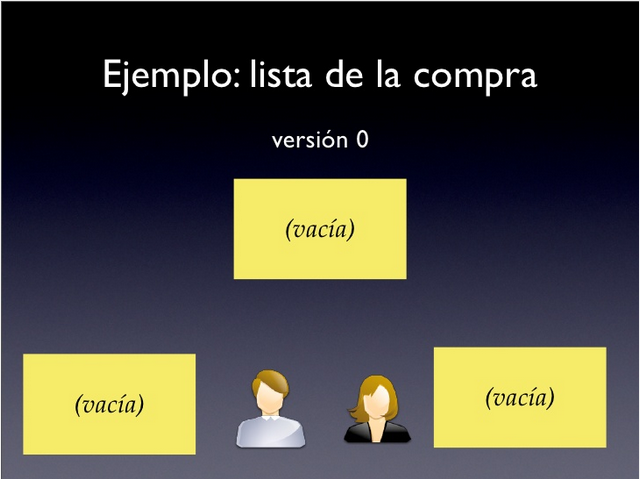 Ejemplo: lista de la compra
versión 0
(vacía)
(vacía)
(vacía)